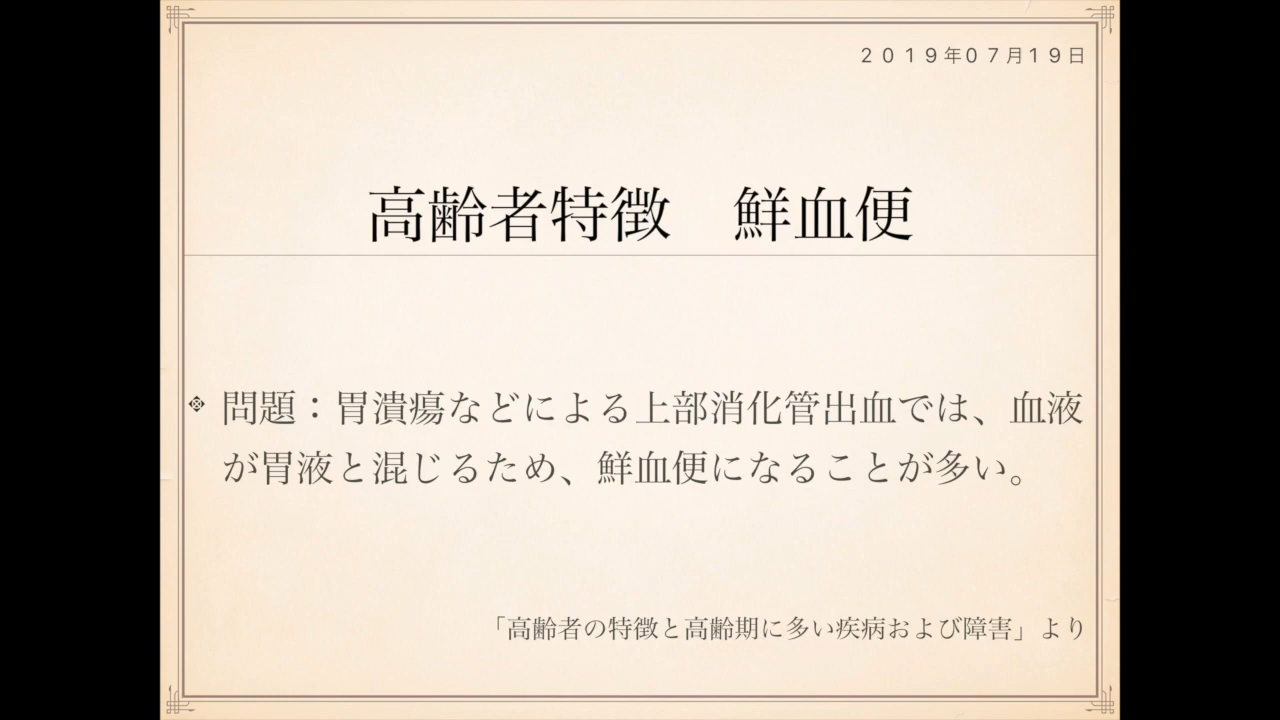 2019年07月19日
高齢者特徴　鮮血便
問題：胃潰瘍などによる上部消化管出血では、血液
が胃液と混じるため、鮮血便になることが多い。
「高齢者の特徴と高齢期に多い疾病および障害」より